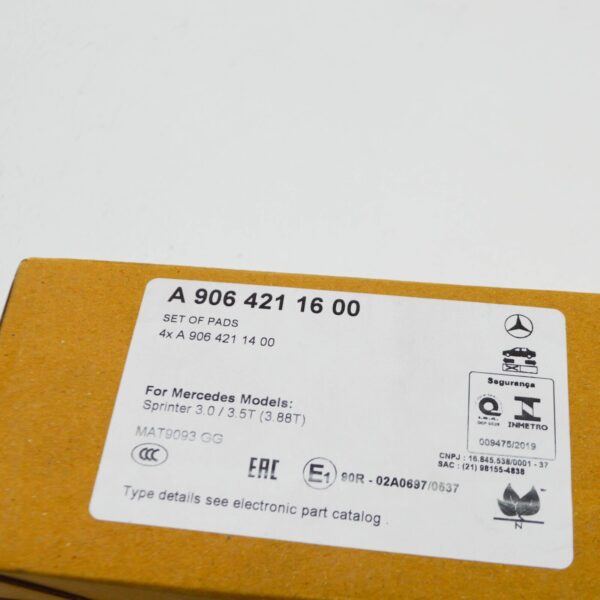 A 906 421 16 00
SET OF PADS
4x A 906 421 14 00
For Mercedes Models:
Sprinter 3.0 / 3.5T (3.88T)
MAT9093 GG
CCC
EAC
E1 90R - 02A0697/0637
Type details see electronic part catalog .
Segurança
INMETRO
009475/2019
CNPJ : 16.845.538/0001 - 37
SAC : (21) 98155-4838
N